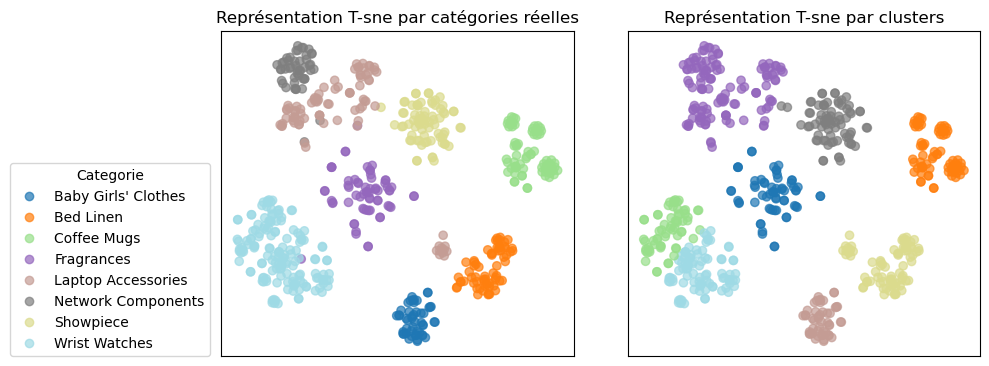 Représentation T-sne par catégories réelles
Représentation T-sne par clusters
Categorie
Baby Girls' Clothes
Bed Linen
Coffee Mugs
Fragrances
Laptop Accessories
Network Components
Showpiece
Wrist Watches